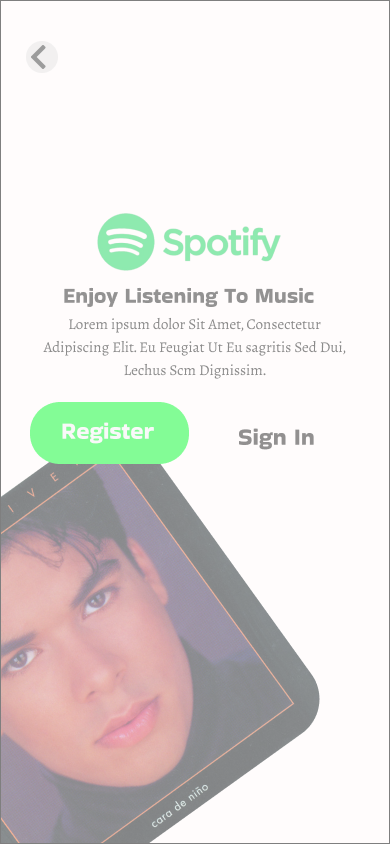 Spotify
Enjoy Listening To Music
Lorem ipsum dolor Sit Amet, Consectetur
Adipiscing Elit. Eu Feugiat Ut Eu sagritis Sed Dui,
Lechus Scm Dignissim.
Register
Sign In
I V E
cara de niño